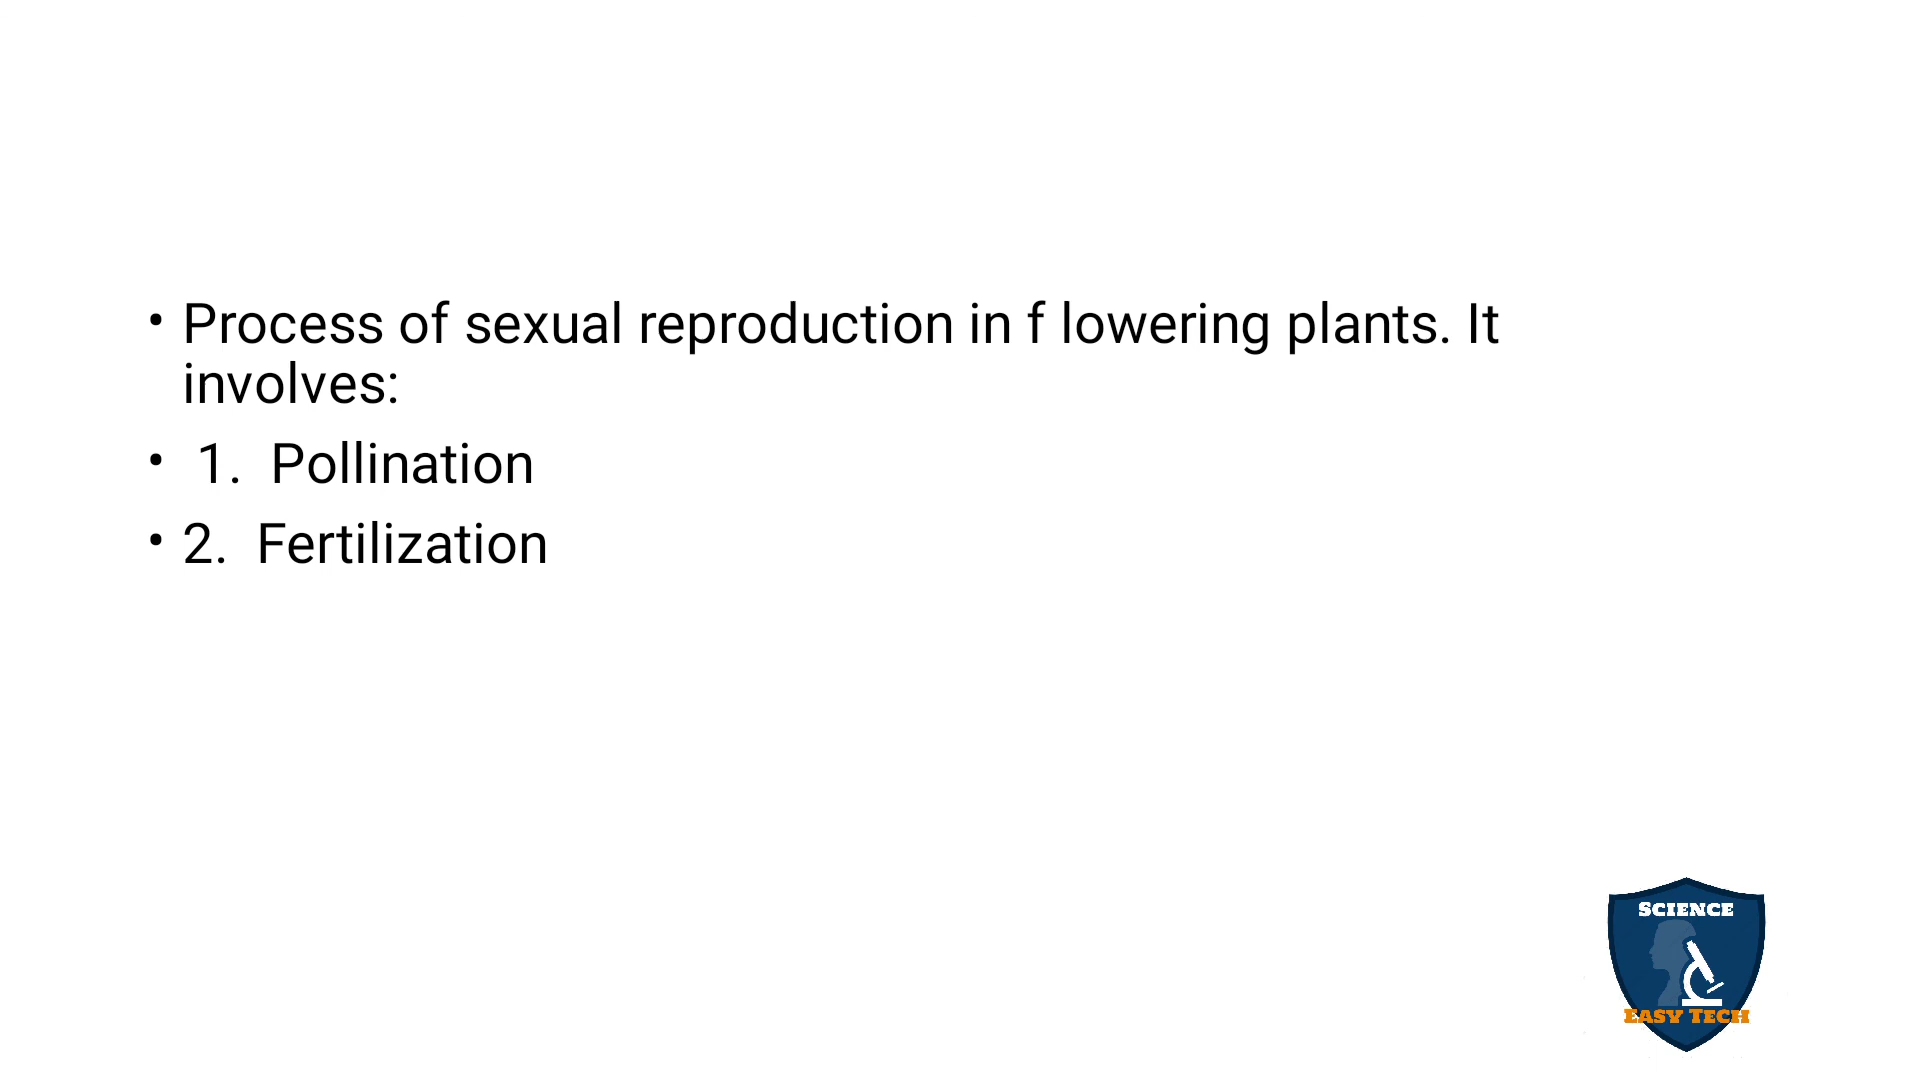 • Process of sexual reproduction in f lowering plants. It
involves:
• 1. Pollination
• 2. Fertilization
SCIENCE
EASY TECH